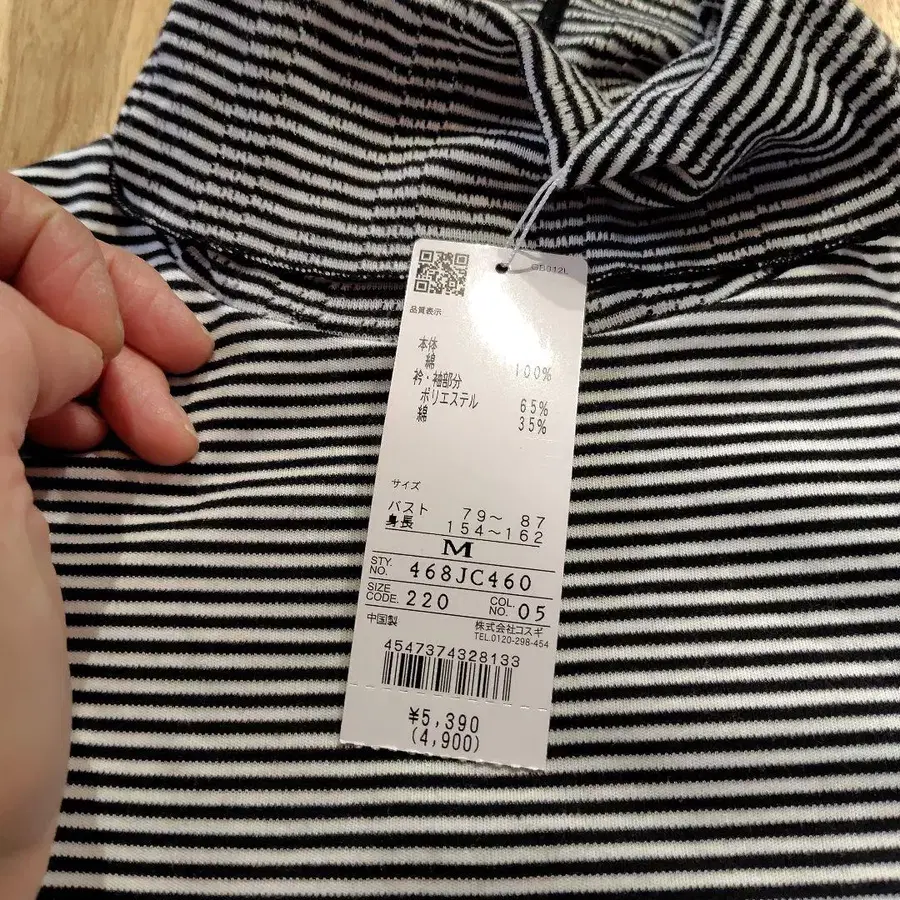 品質表示
本体
綿 100%
衿・袖部分
ポリエステル 65%
綿 35%
サイズ
バスト 79~ 87
身長 154~162
M
STY. NO. 468JC460
SIZE CODE. 220 COL. NO. 05
中国製 株式会社コスギ
TEL.0120-298-454
4547374328133
¥5,390
(4,900)